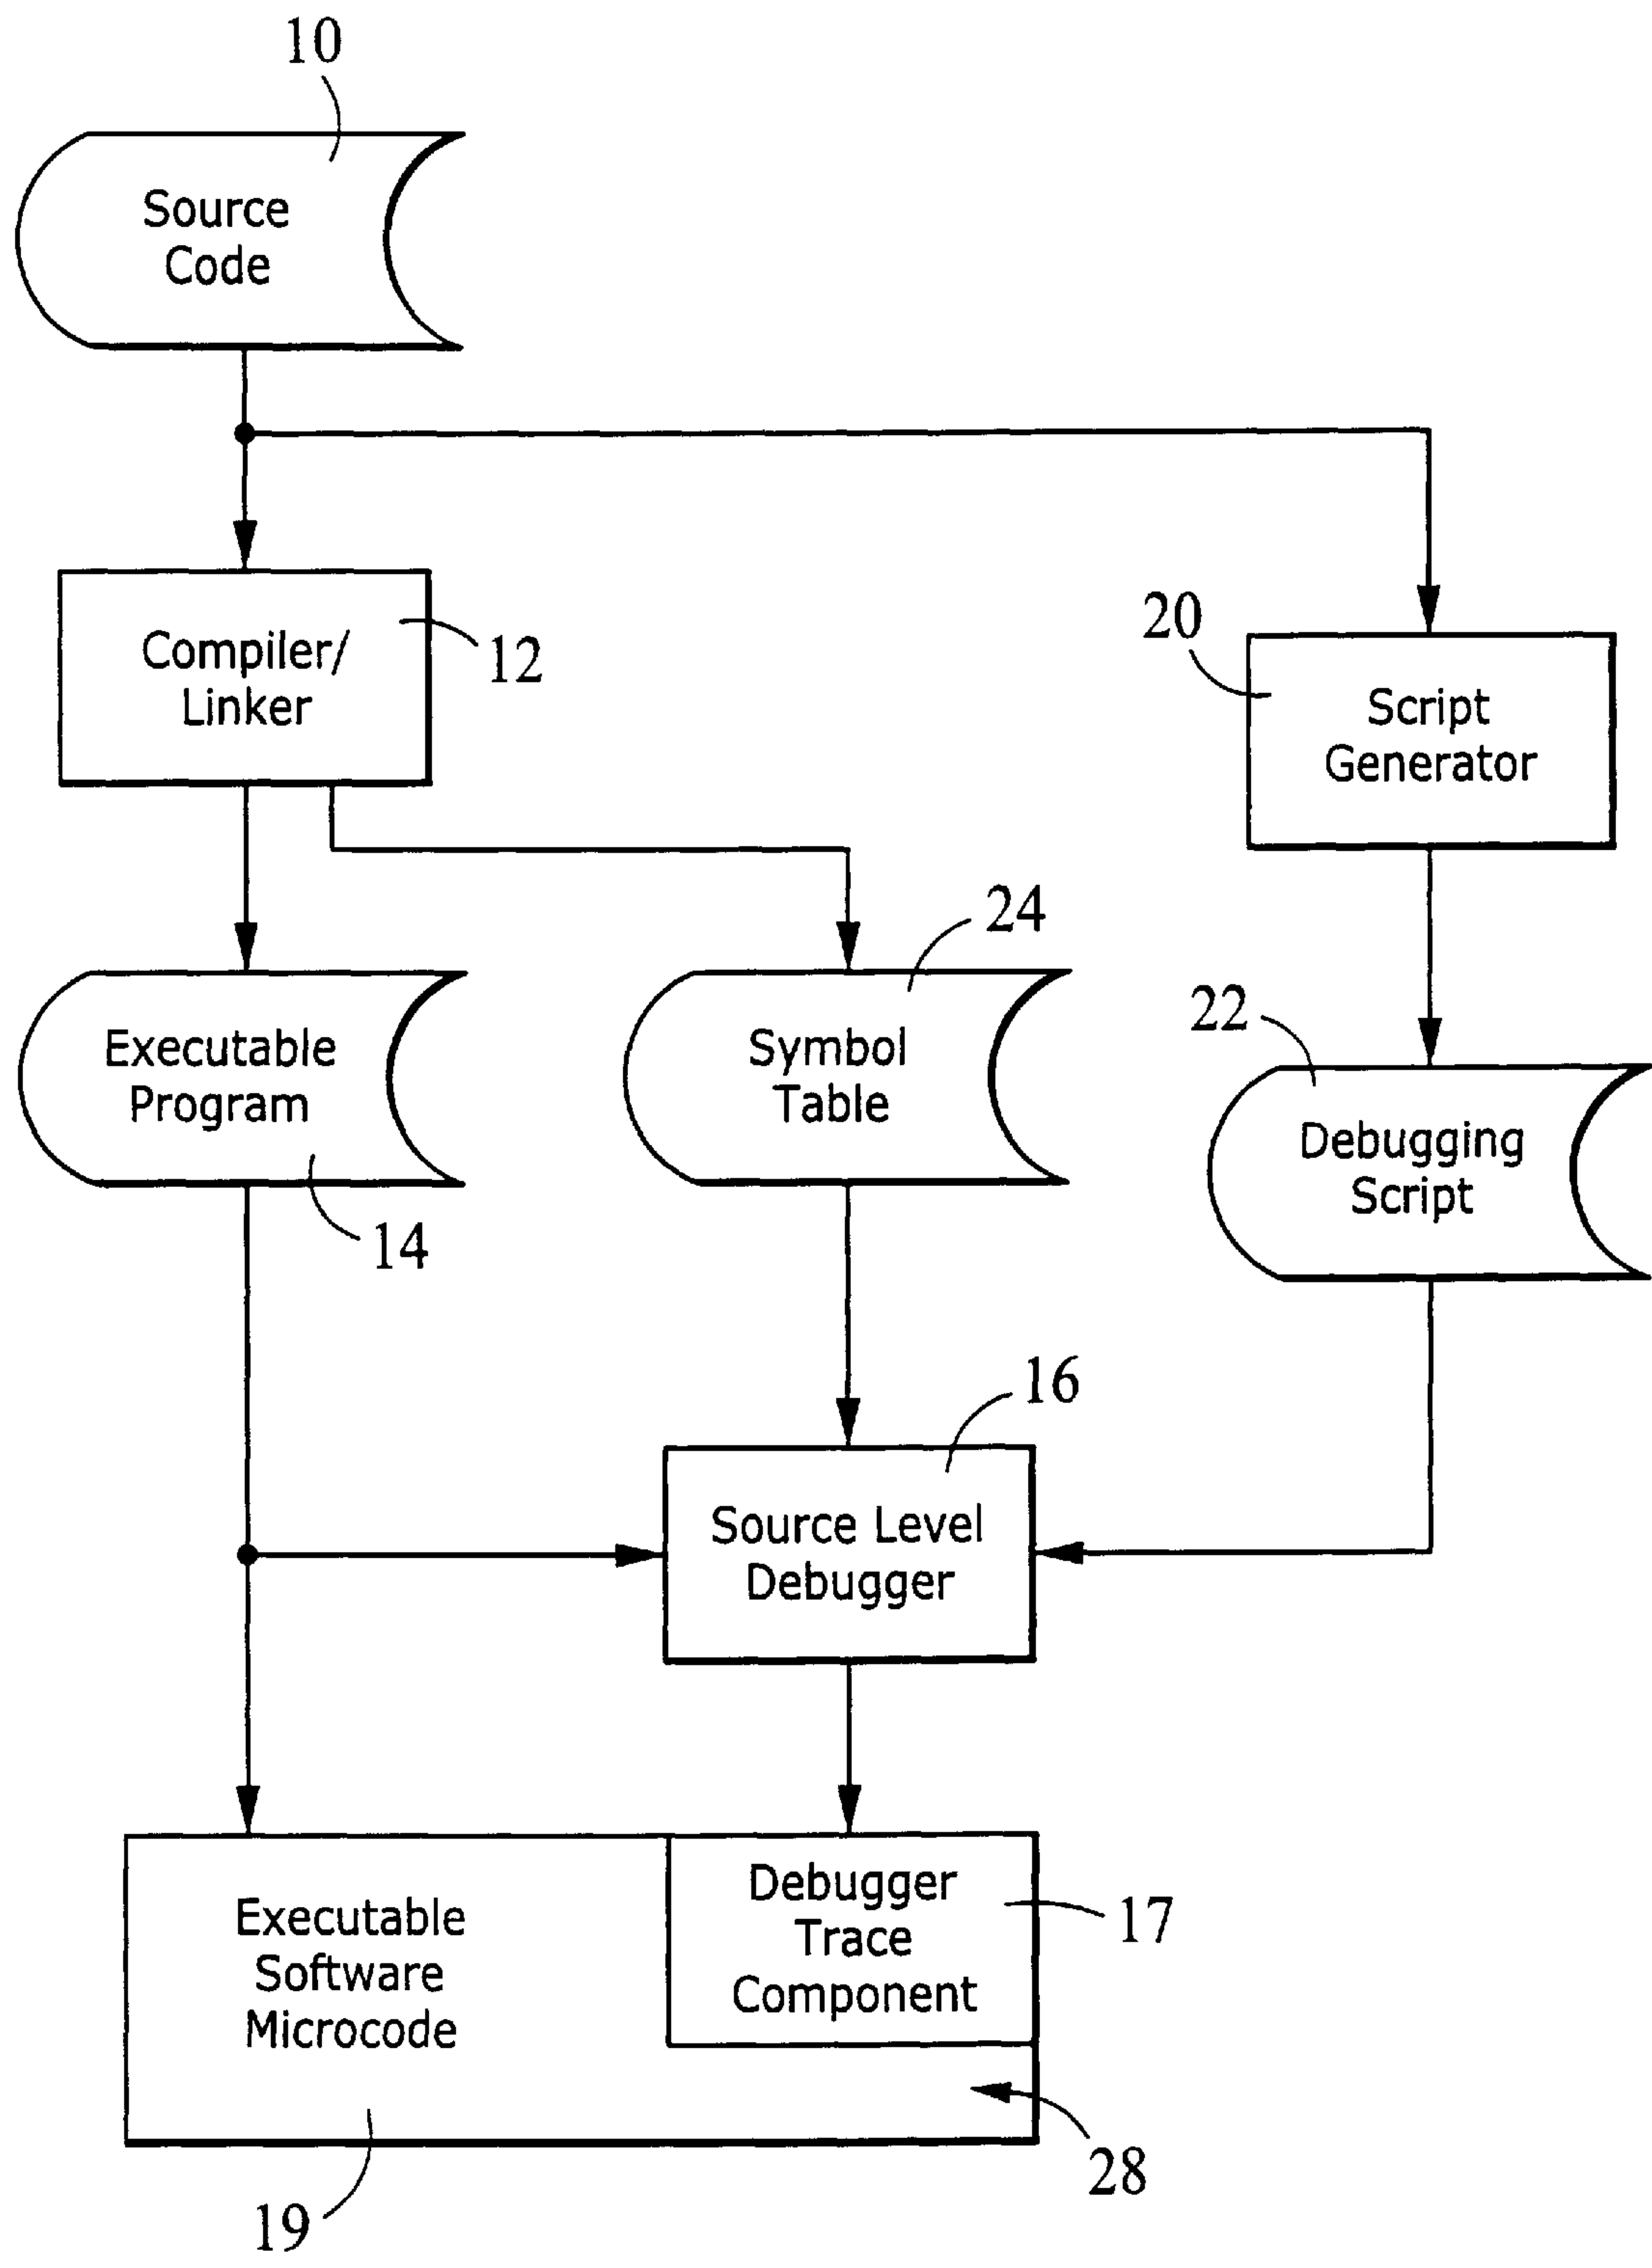 10
Source
Code
Compiler/
Linker
12
20
Script
Generator
24
Executable
Program
14
Symbol
Table
22
Debugging
Script
16
Source Level
Debugger
Executable
Software
Microcode
Debugger
Trace
Component
17
28
19